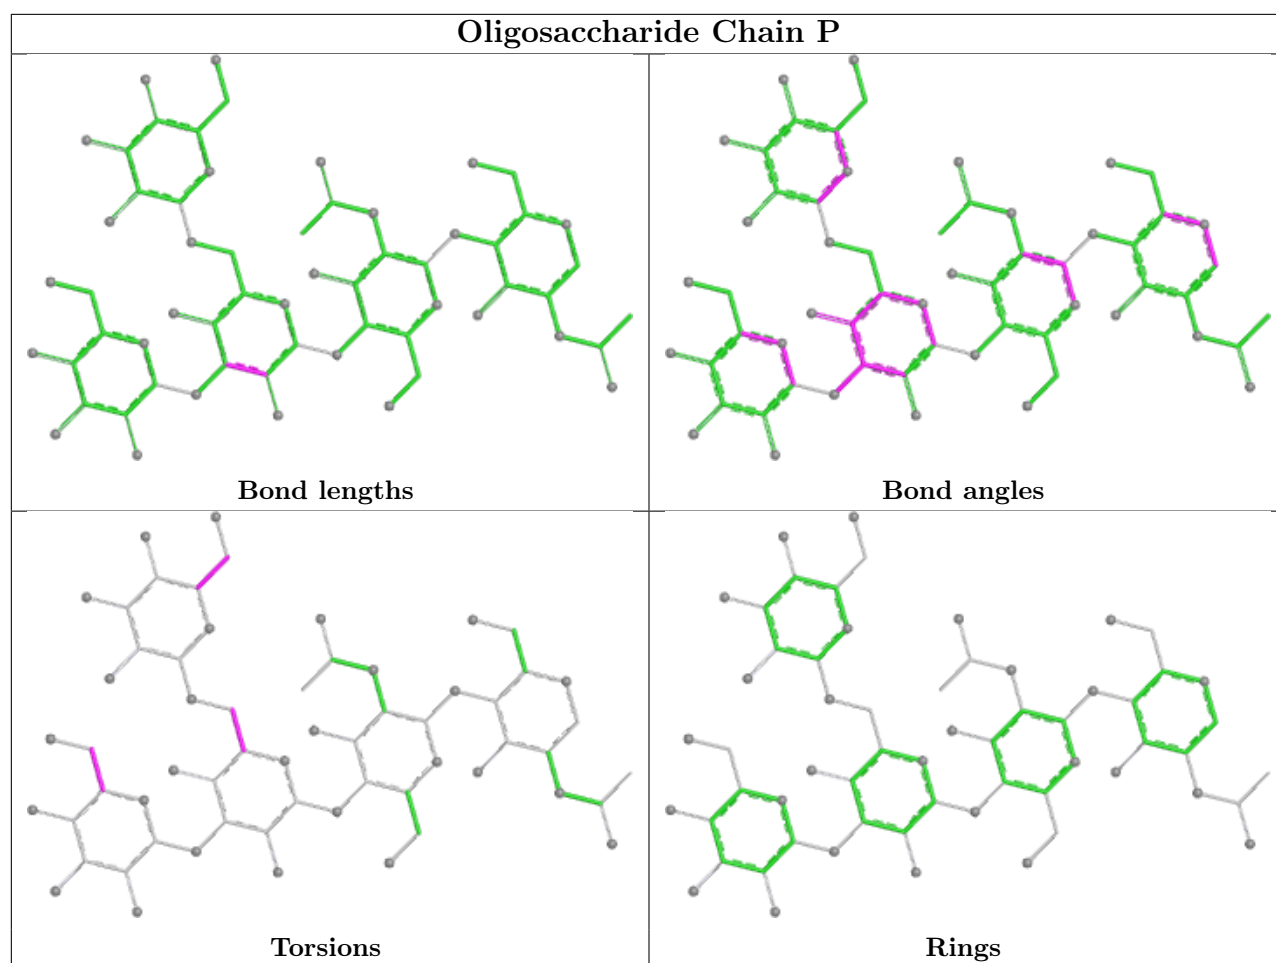 Oligosaccharide Chain P
Bond lengths
Bond angles
Torsions
Rings